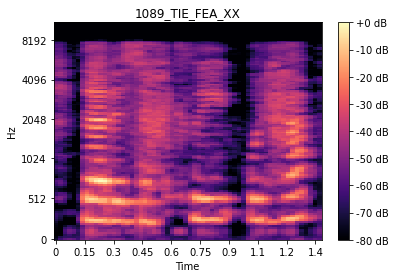 1089_TIE_FEA_XX
8192
4096
2048
1024
512
0
Hz
0 0.15 0.3 0.45 0.6 0.75 0.9 1.1 1.2 1.4
Time
+0 dB
-10 dB
-20 dB
-30 dB
-40 dB
-50 dB
-60 dB
-70 dB
-80 dB